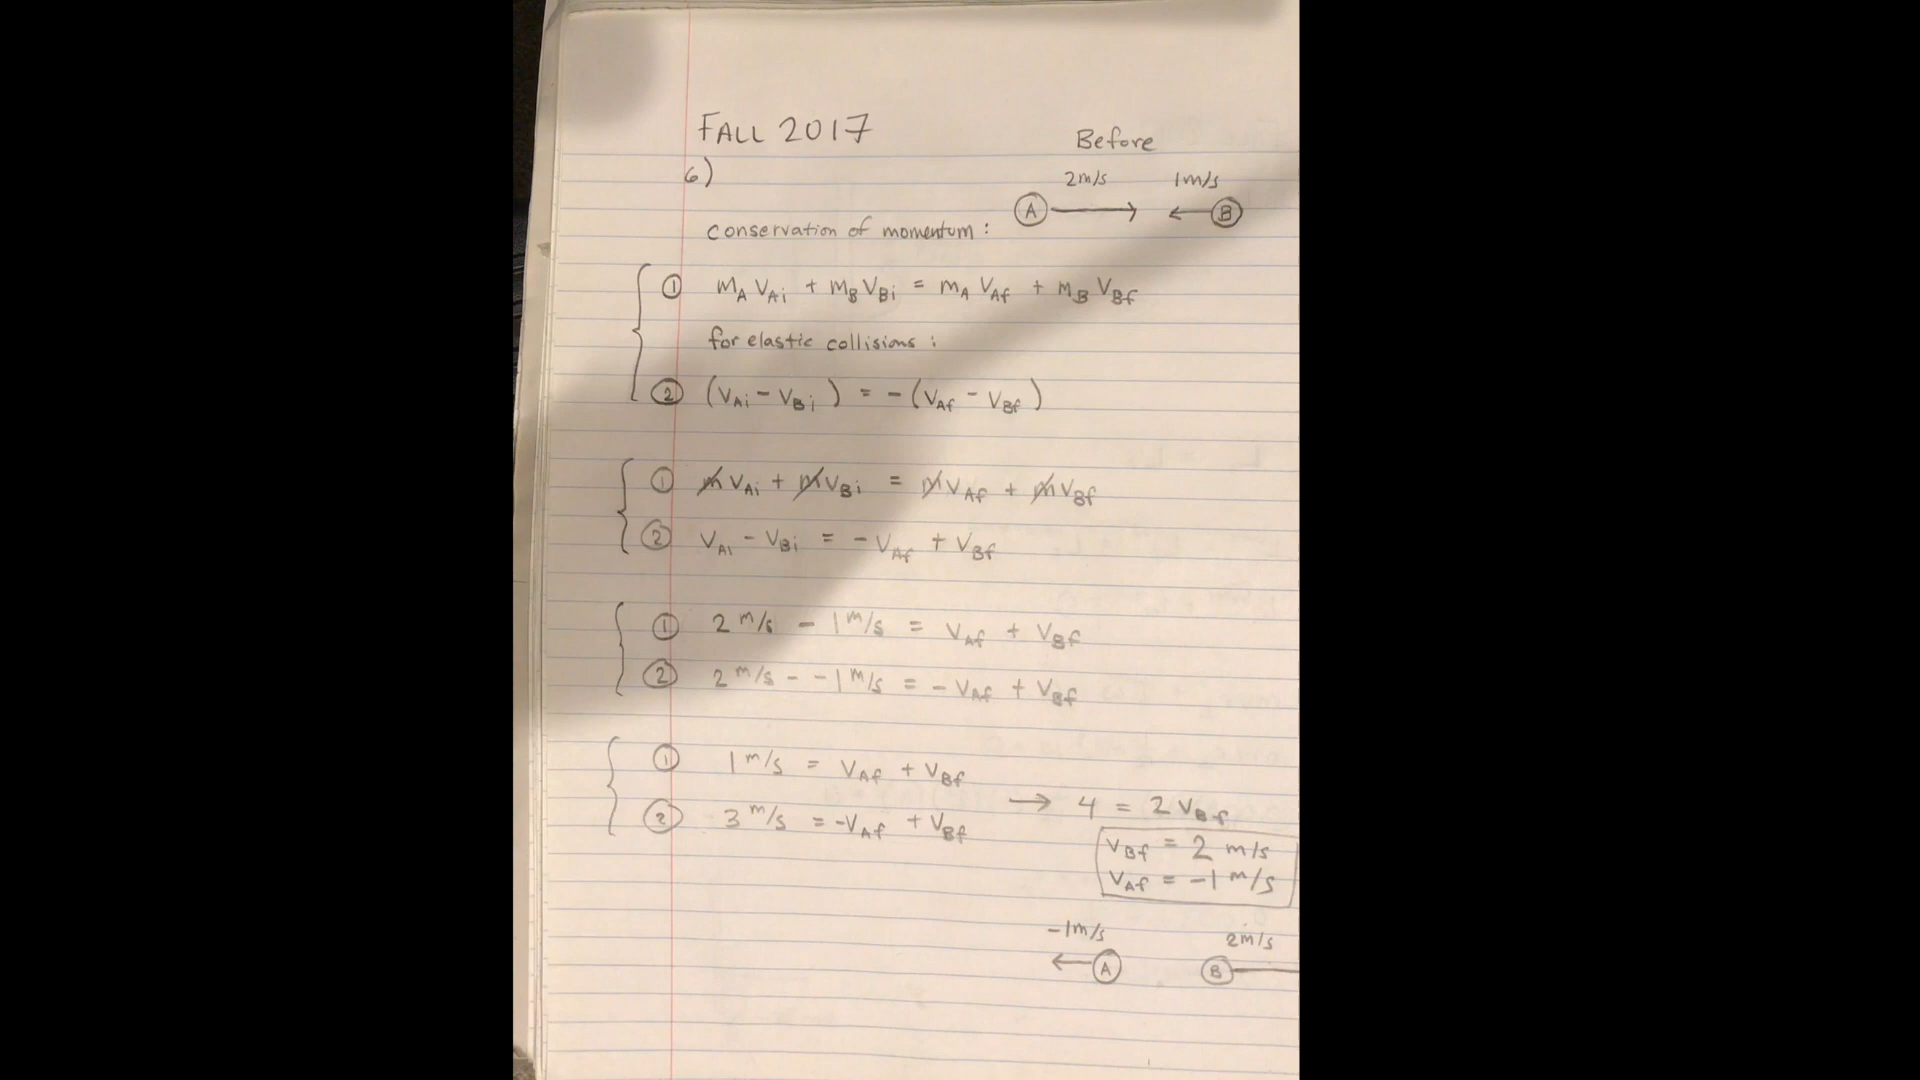 FALL 2017
Before
6)
2m/s 1m/s
A B
conservation of momentum:
① mA VAi + mB VBi = mA VAf + mB VBf
for elastic collisions:
② (VAi - VBi) = -(VAf - VBf)
① m VAi + m VBi = m VAf + m VBf
② VAi - VBi = -VAf + VBf
① 2 m/s - 1 m/s = VAf + VBf
② 2 m/s - -1 m/s = -VAf + VBf
① 1 m/s = VAf + VBf
→ 4 = 2 VBf
② 3 m/s = -VAf + VBf
VBf = 2 m/s
VAf = -1 m/s
-1m/s 2m/s
A B